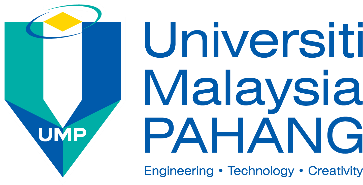 UMP
Universiti
Malaysia
PAHANG
Engineering • Technology • Creativity